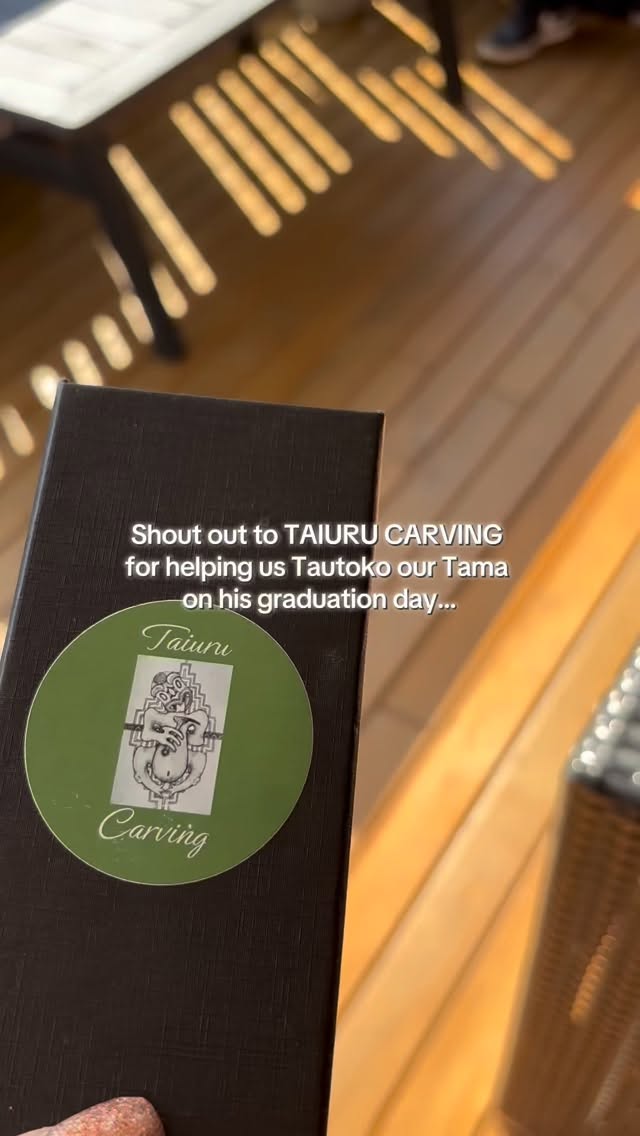 Shout out to TAIURU CARVING
for helping us Tautoko our Tama
on his graduation day...
Taiuru
Carving